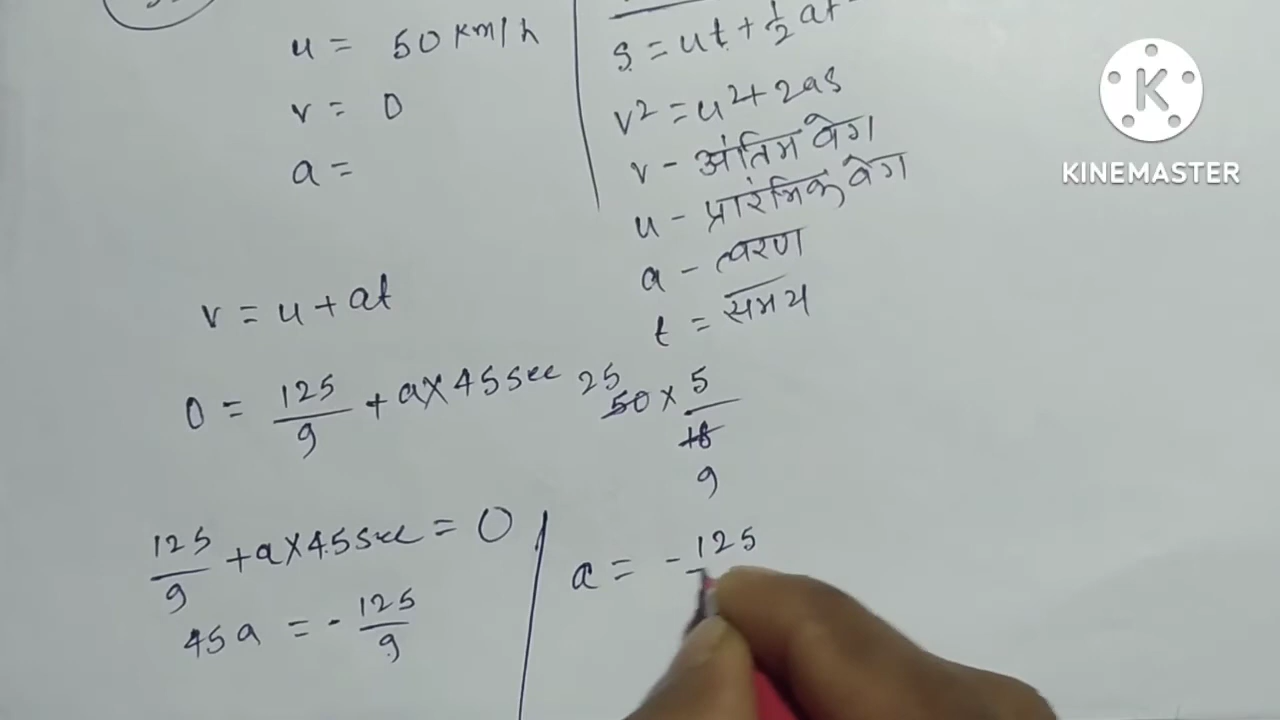 u = 50 km/h
v = 0
a =
s = ut + 1/2 at
v² = u² + 2as
v - अंतिम वेग
u - प्रारंभिक वेग
a - त्वरण
t = समय
v = u + at
0 = 125/9 + a × 45 sec
25
50 × 5/18
9
125/9 + a × 45 sec = 0
45a = - 125/9
a = - 125
KINEMASTER